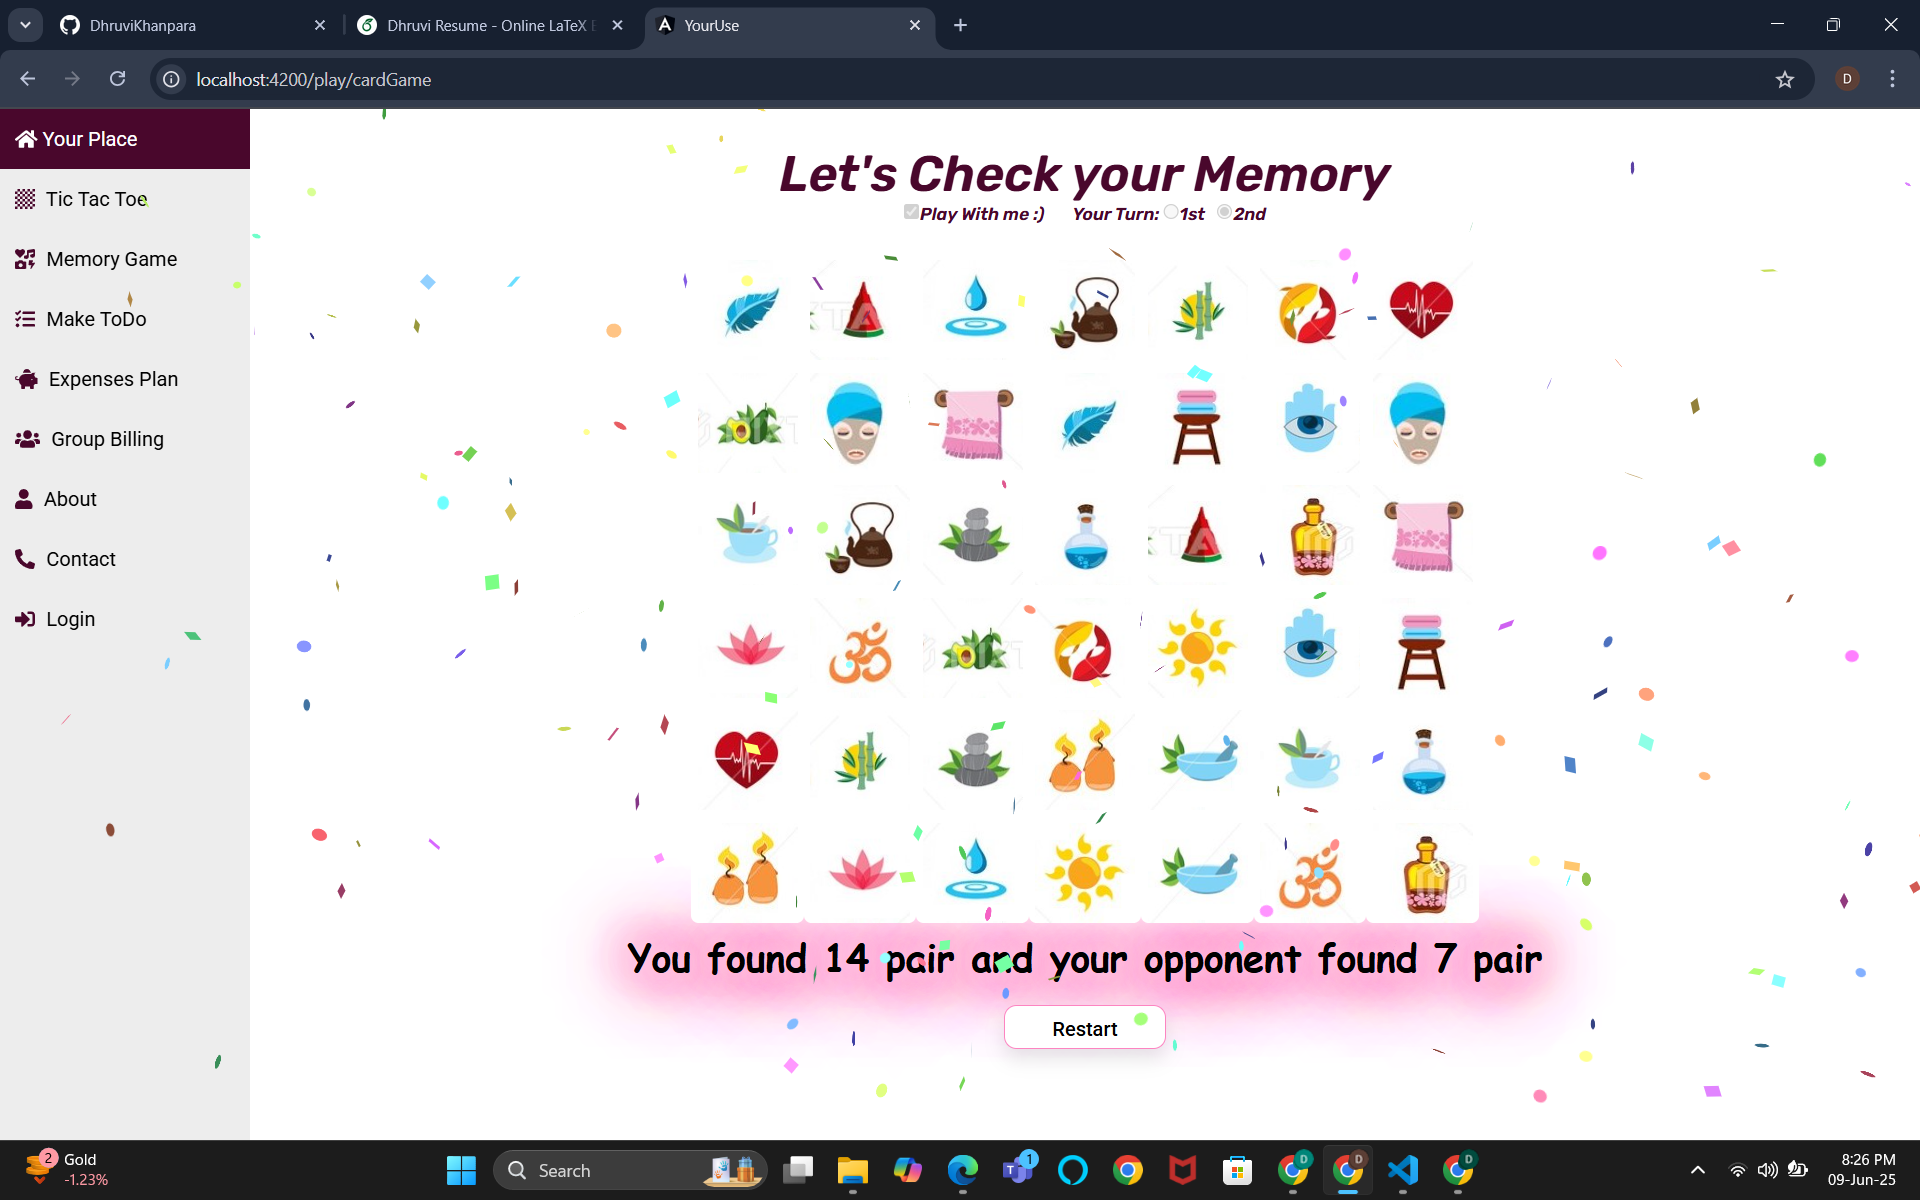 DhruviKhanpara
Dhruvi Resume - Online LaTeX E
YourUse
localhost:4200/play/cardGame
D
Your Place
Tic Tac Toe
Memory Game
Make ToDo
Expenses Plan
Group Billing
About
Contact
Login
Let's Check your Memory
Play With me :) Your Turn: 1st 2nd
You found 14 pair and your opponent found 7 pair
Restart
2
Gold
-1.23%
Search
1
D
D
D
8:26 PM
09-Jun-25